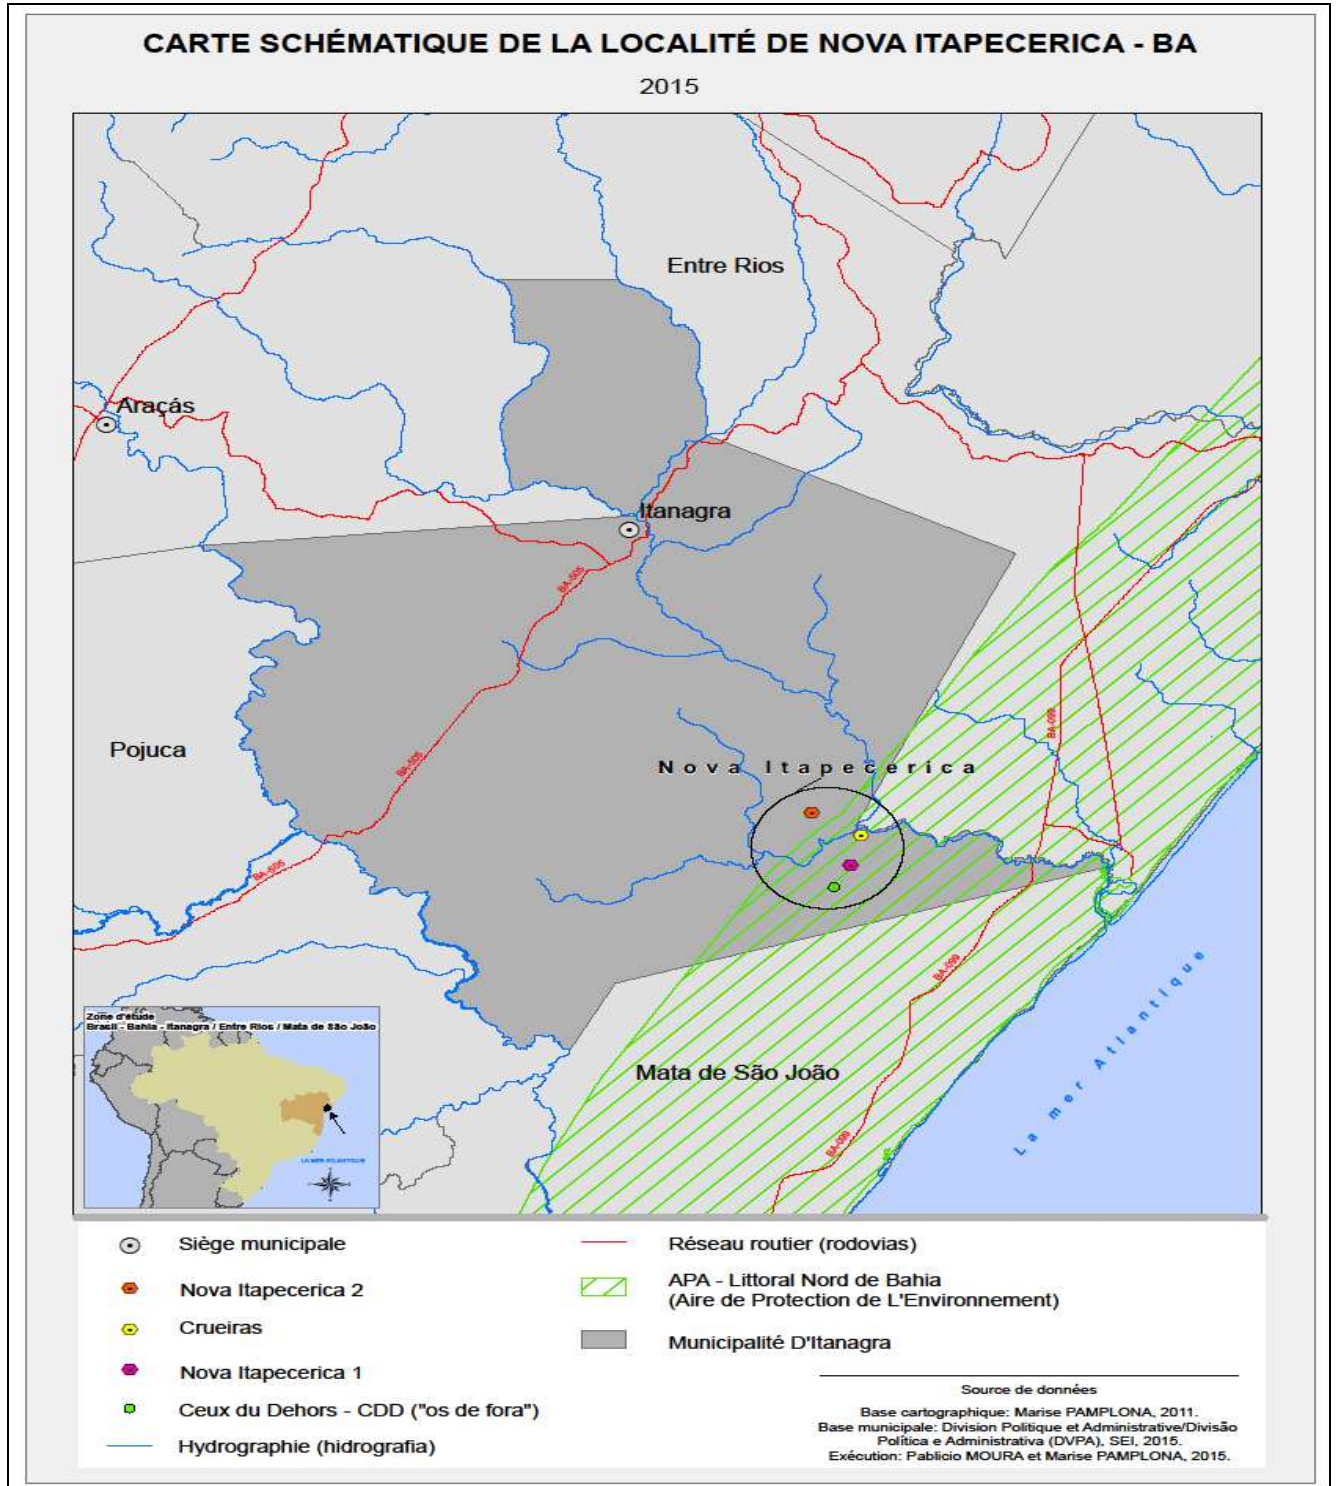 CARTE SCHÉMATIQUE DE LA LOCALITÉ DE NOVA ITAPECERICA - BA
2015
Entre Rios
Araçás
Itanagra
BA-505
Pojuca
BA-505
BA-099
Nova Itapecerica
BA-505
BA-099
La mer Atlantique
Mata de São João
BA-099
Zone d'étude
Brasil - Bahia - Itanagra / Entre Rios / Mata de São João
LA MER ATLANTIQUE
Siège municipale
Nova Itapecerica 2
Crueiras
Nova Itapecerica 1
Ceux du Dehors - CDD ("os de fora")
Hydrographie (hidrografia)
Réseau routier (rodovias)
APA - Littoral Nord de Bahia
(Aire de Protection de L'Environnement)
Municipalité D'Itanagra
Source de données
Base cartographique: Marise PAMPLONA, 2011.
Base municipale: Division Politique et Administrative/Divisão
Política e Administrativa (DVPA), SEI, 2015.
Exécution: Pablicio MOURA et Marise PAMPLONA, 2015.